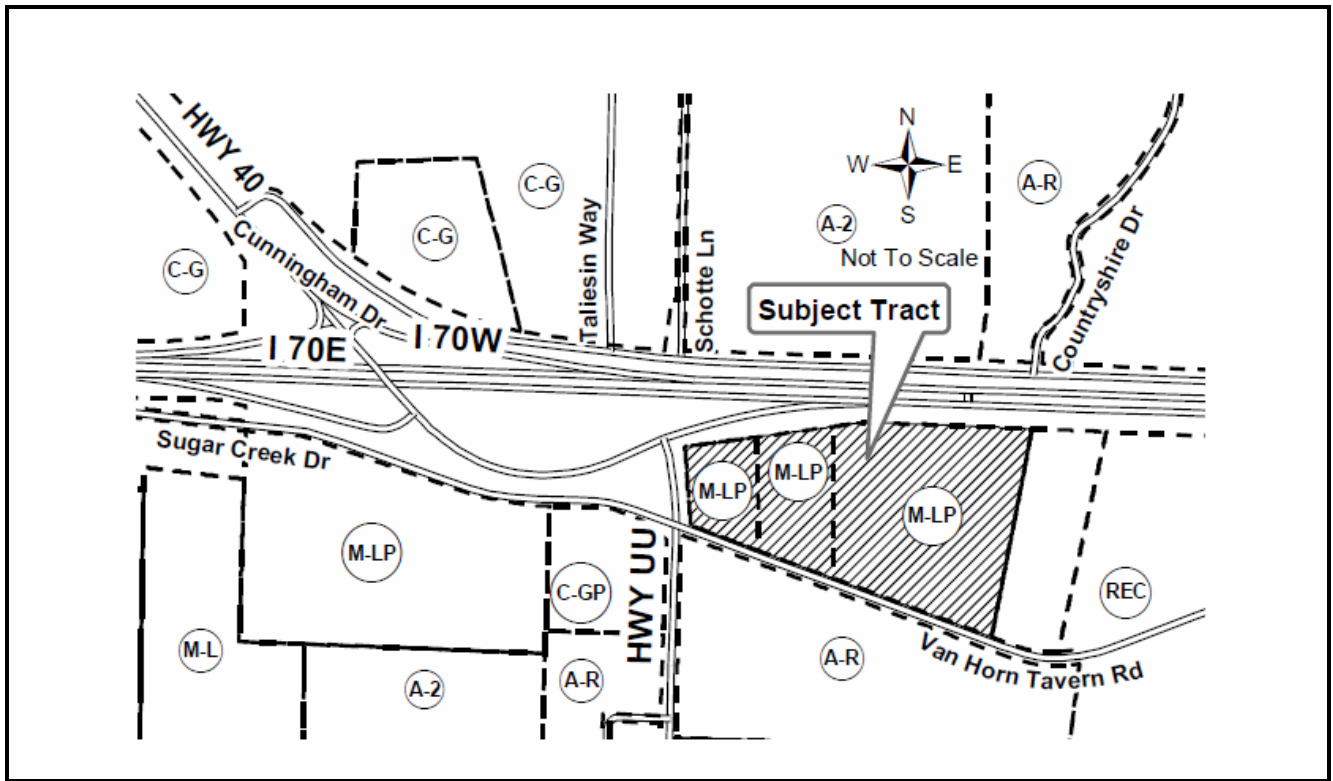 HWY 40
N
W
E
S
C-G
A-R
C-G
A-2
C-G
Cunningham Dr
Taliesin Way
Schotte Ln
Not To Scale
Countryshire Dr
Subject Tract
I 70E
I 70W
Sugar Creek Dr
M-LP
M-LP
M-LP
M-LP
C-GP
HWY UU
REC
M-L
A-2
A-R
A-R
Van Horn Tavern Rd